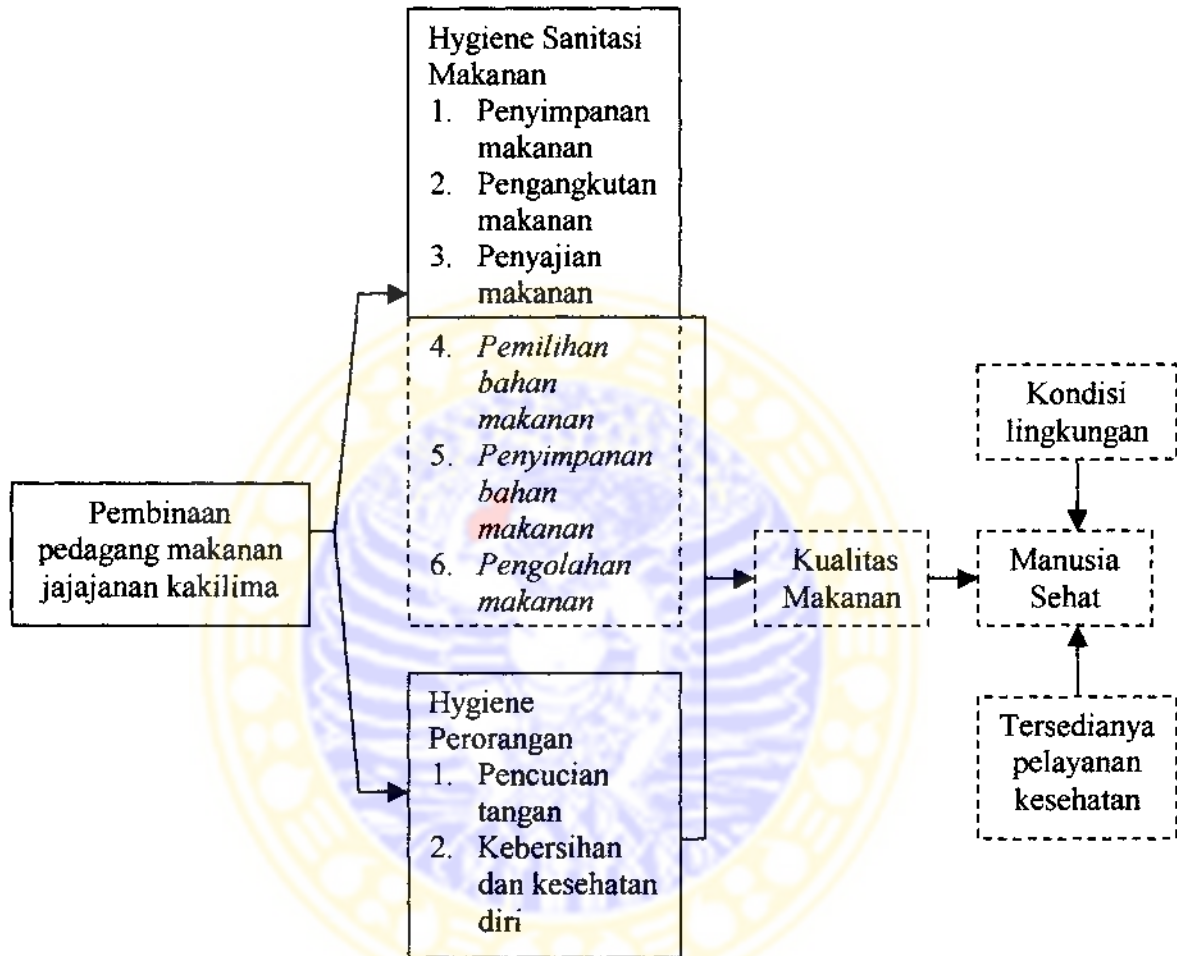 Hygiene Sanitasi
Makanan
1. Penyimpanan
makanan
2. Pengangkutan
makanan
3. Penyajian
makanan
4. Pemilihan
bahan
makanan
5. Penyimpanan
bahan
makanan
6. Pengolahan
makanan
Pembinaan
pedagang makanan
jajajanan kakilima
Hygiene
Perorangan
1. Pencucian
tangan
2. Kebersihan
dan kesehatan
diri
Kualitas
Makanan
Kondisi
lingkungan
Manusia
Sehat
Tersedianya
pelayanan
kesehatan